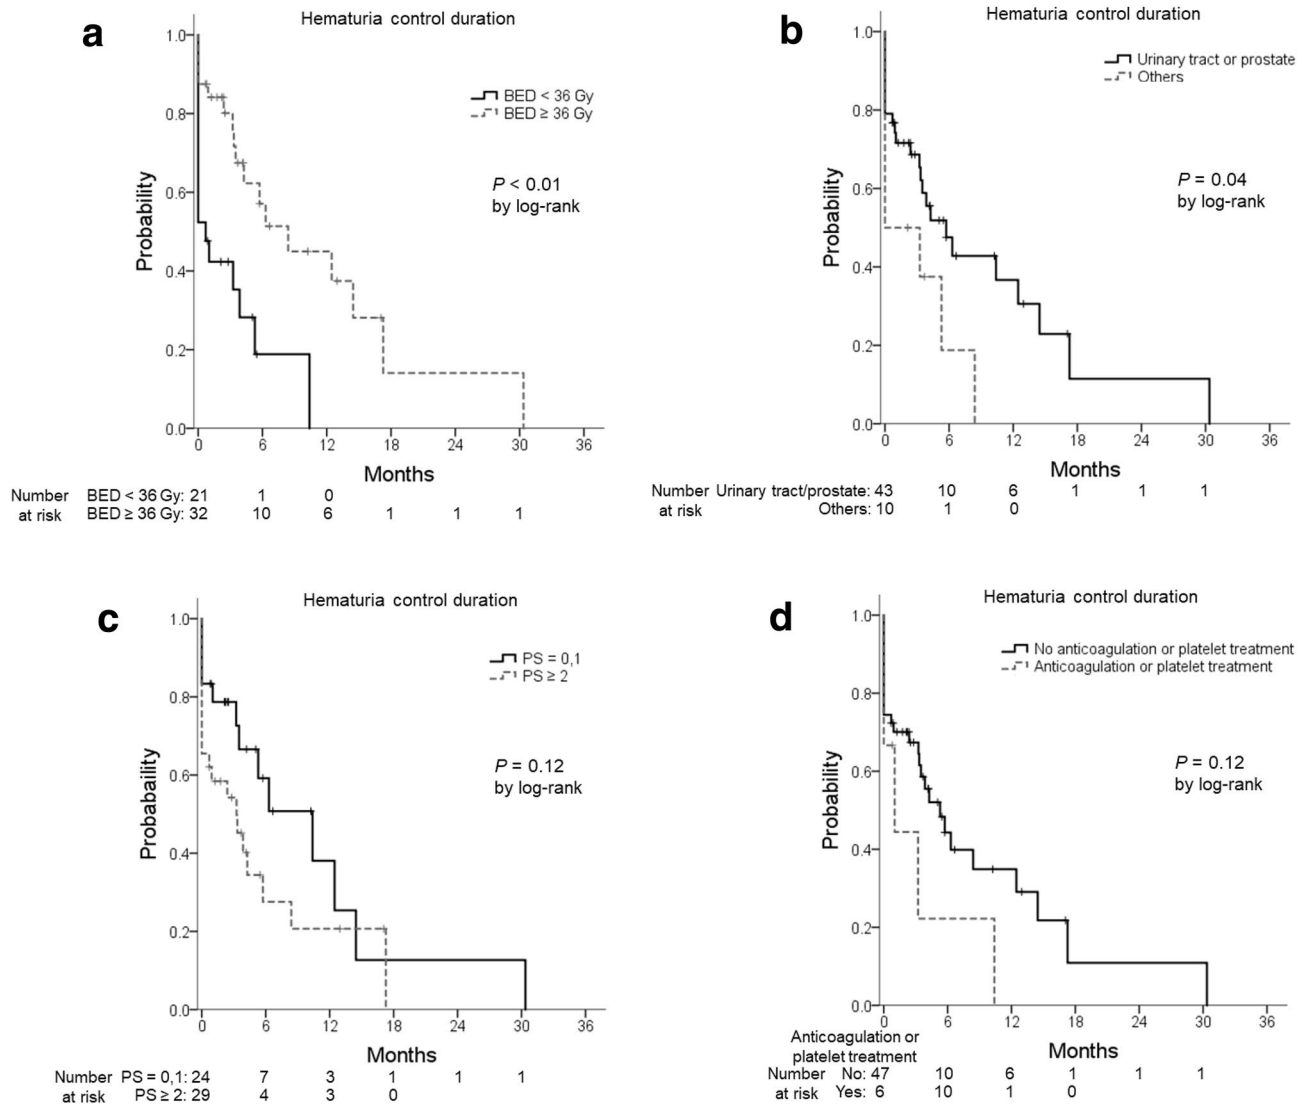 a
Hematuria control duration
1.0
0.8
0.6
0.4
0.2
0.0
Probability
BED < 36 Gy
BED ≥ 36 Gy
P < 0.01
by log-rank
0 6 12 18 24 30 36
Months
Number BED < 36 Gy: 21 1 0
at risk BED ≥ 36 Gy: 32 10 6 1 1 1
b
Hematuria control duration
1.0
0.8
0.6
0.4
0.2
0.0
Probability
Urinary tract or prostate
Others
P = 0.04
by log-rank
0 6 12 18 24 30 36
Months
Number Urinary tract/prostate: 43 10 6 1 1 1
at risk Others: 10 1 0
c
Hematuria control duration
1.0
0.8
0.6
0.4
0.2
0.0
Probabaility
PS = 0,1
PS ≥ 2
P = 0.12
by log-rank
0 6 12 18 24 30 36
Months
Number PS = 0,1: 24 7 3 1 1 1
at risk PS ≥ 2: 29 4 3 0
d
Hematuria control duration
1.0
0.8
0.6
0.4
0.2
0.0
Probability
No anticoagulation or platelet treatment
Anticoagulation or platelet treatment
P = 0.12
by log-rank
0 6 12 18 24 30 36
Months
Anticoagulation or
platelet treatment
Number No: 47 10 6 1 1 1
at risk Yes: 6 10 1 0